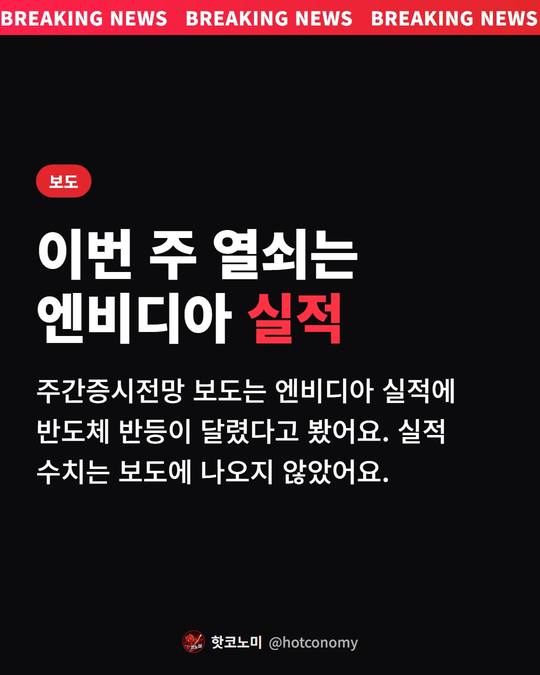 BREAKING NEWS BREAKING NEWS BREAKING NEWS
보도
이번 주 열쇠는
엔비디아 실적
주간증시전망 보도는 엔비디아 실적에
반도체 반등이 달렸다고 봤어요. 실적
수치는 보도에 나오지 않았어요.
핫코노미 @hotconomy